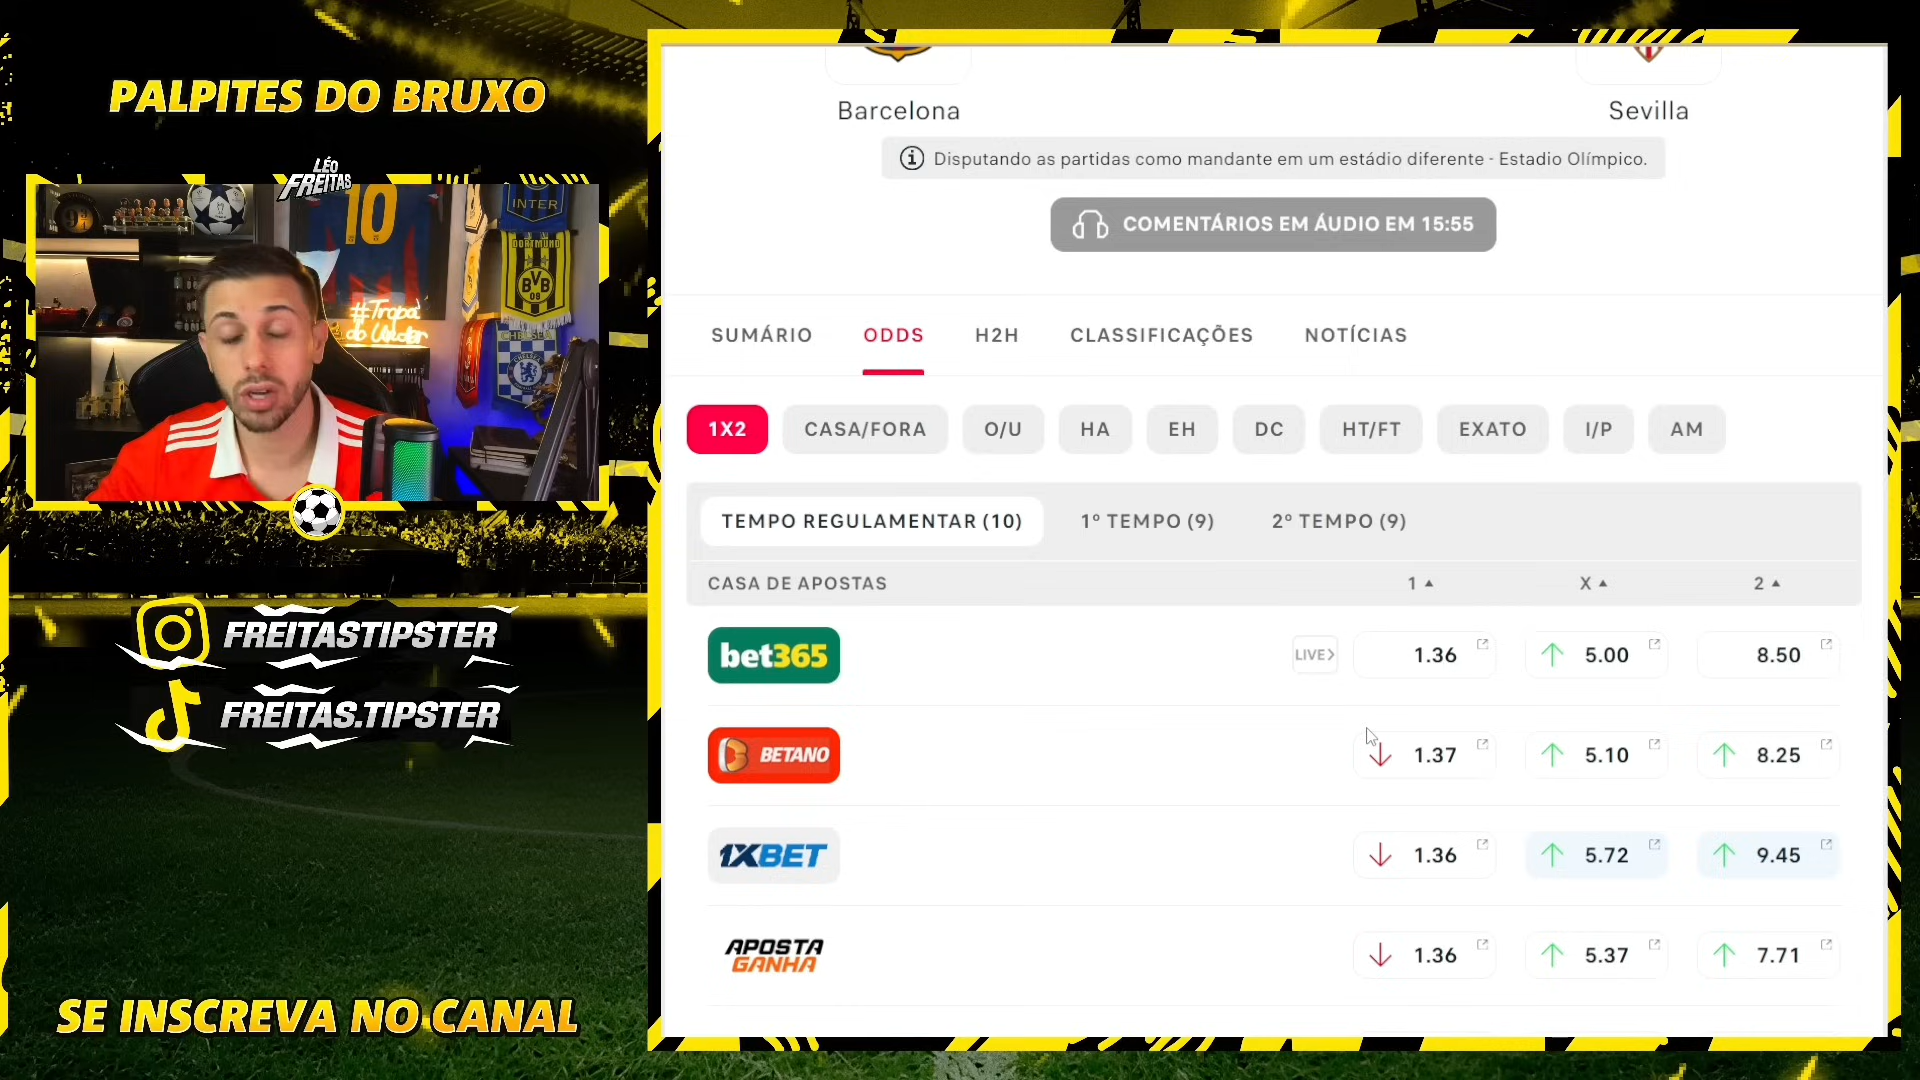 PALPITES DO BRUXO
LÉO
FREITAS
10
INTER
DORTMUND
BVB
09
CHELSEA
#Tropa
do Uerder
FREITASTIPSTER
FREITAS.TIPSTER
SE INSCREVA NO CANAL
Barcelona
Sevilla
Disputando as partidas como mandante em um estádio diferente - Estadio Olímpico.
COMENTÁRIOS EM ÁUDIO EM 15:55
SUMÁRIO ODDS H2H CLASSIFICAÇÕES NOTÍCIAS
1X2 CASA/FORA O/U HA EH DC HT/FT EXATO I/P AM
TEMPO REGULAMENTAR (10) 1º TEMPO (9) 2º TEMPO (9)
CASA DE APOSTAS 1 X 2
bet365 LIVE 1.36 5.00 8.50
BETANO 1.37 5.10 8.25
1XBET 1.36 5.72 9.45
APOSTA
GANHA 1.36 5.37 7.71